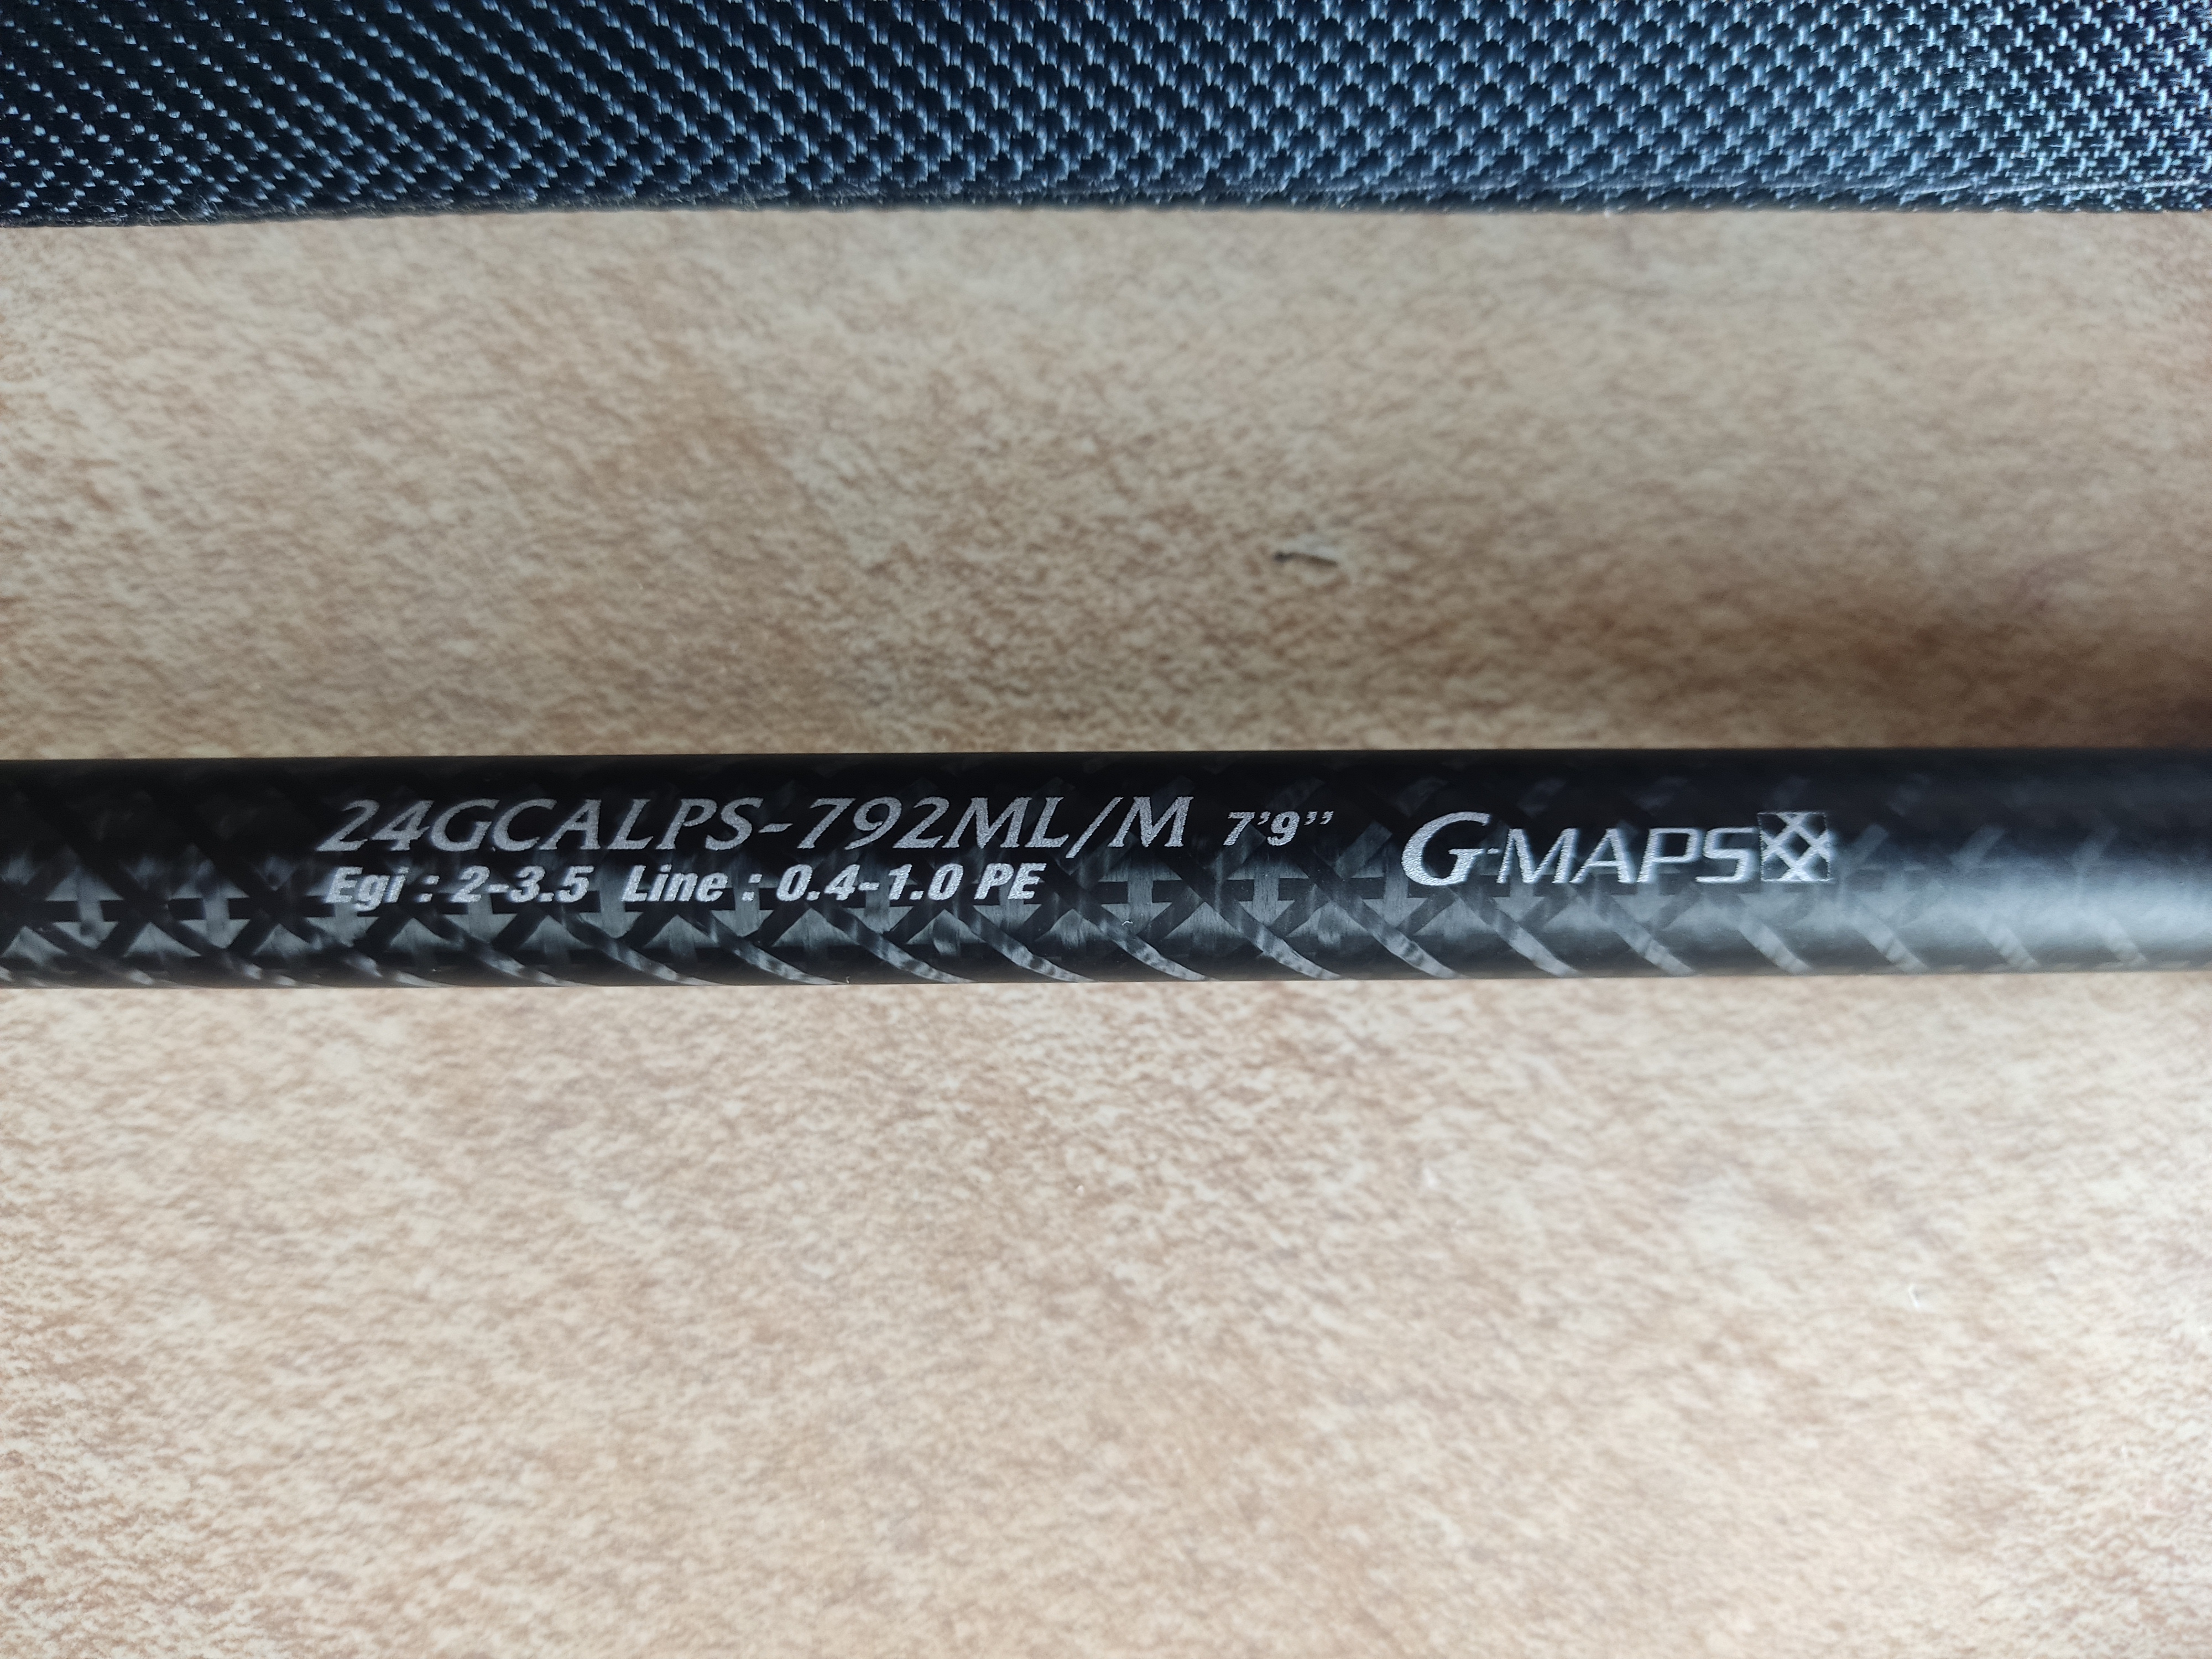 24GCALPS-792ML/M 7'9" G-MAPS
Egi : 2-3.5 Line : 0.4-1.0 PE